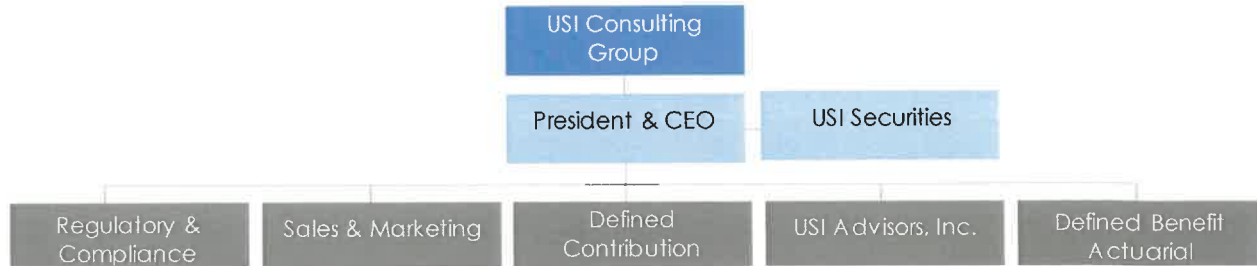 USI Consulting
Group
President & CEO
USI Securities
Regulatory &
Compliance
Sales & Marketing
Defined
Contribution
USI Advisors, Inc.
Defined Benefit
Actuarial